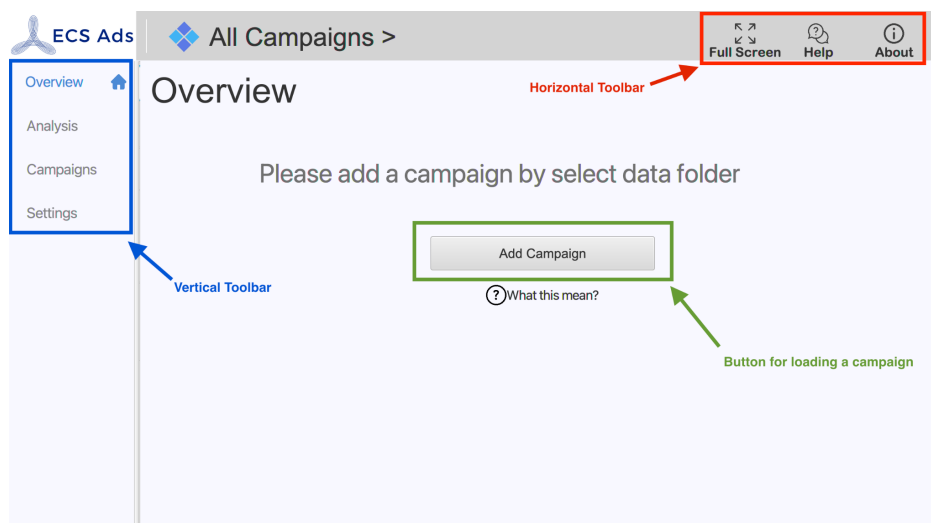 ECS Ads
All Campaigns >
Full Screen
Help
About
Overview
Analysis
Campaigns
Settings
Overview
Horizontal Toolbar
Please add a campaign by select data folder
Add Campaign
?What this mean?
Vertical Toolbar
Button for loading a campaign